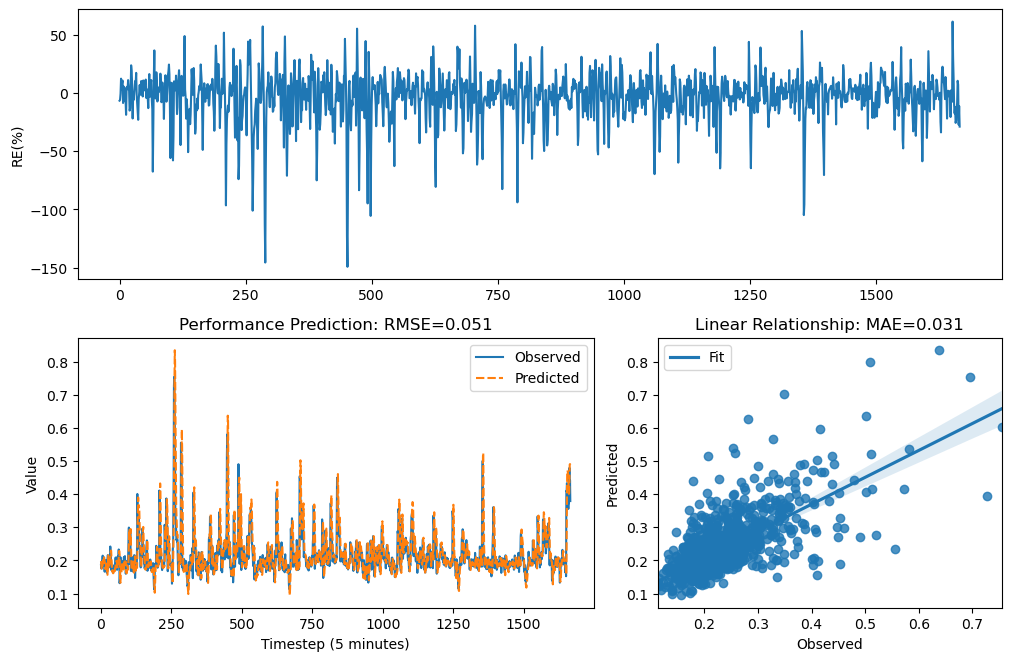 RE(%)
50
0
−50
−100
−150
0 250 500 750 1000 1250 1500
Performance Prediction: RMSE=0.051
Value
0.8
0.7
0.6
0.5
0.4
0.3
0.2
0.1
Observed
Predicted
0 250 500 750 1000 1250 1500
Timestep (5 minutes)
Linear Relationship: MAE=0.031
Predicted
0.8
0.7
0.6
0.5
0.4
0.3
0.2
0.1
Fit
0.2 0.3 0.4 0.5 0.6 0.7
Observed